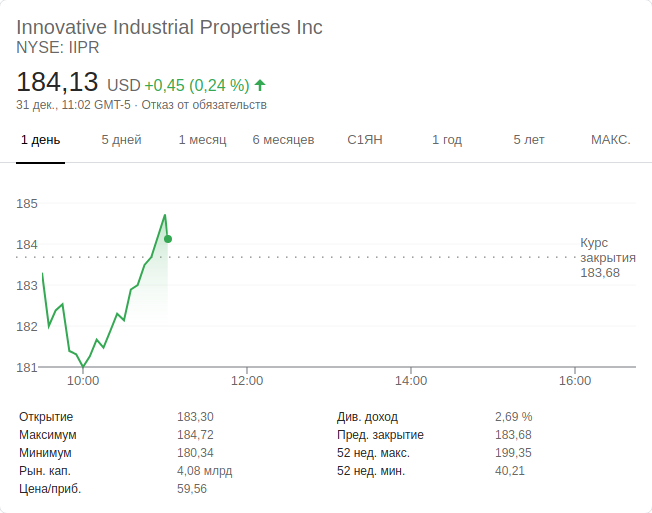 Innovative Industrial Properties Inc
NYSE: IIPR
184,13 USD +0,45 (0,24 %)
31 дек., 11:02 GMT-5 · Отказ от обязательств
1 день 5 дней 1 месяц 6 месяцев С1ЯН 1 год 5 лет МАКС.
185
184
183
182
181
Курс
закрытия
183,68
10:00 12:00 14:00 16:00
Открытие 183,30 Див. доход 2,69 %
Максимум 184,72 Пред. закрытие 183,68
Минимум 180,34 52 нед. макс. 199,35
Рын. кап. 4,08 млрд 52 нед. мин. 40,21
Цена/приб. 59,56